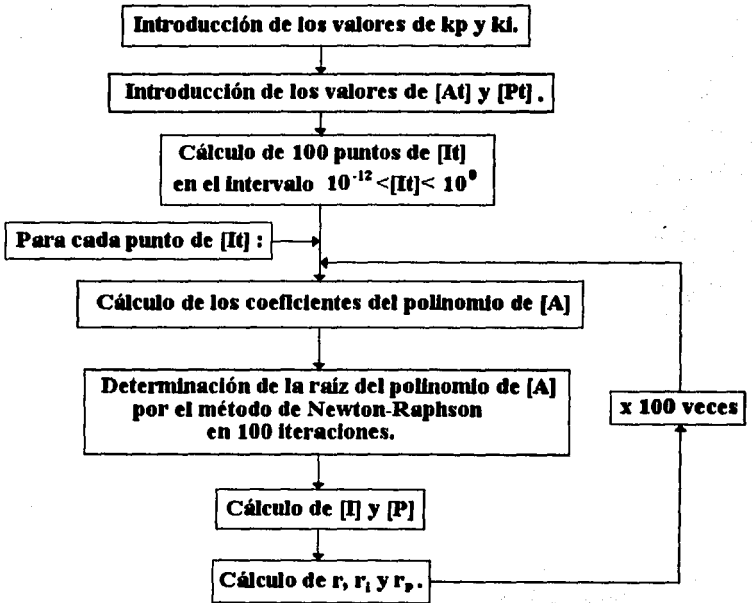 Introducción de los valores de kp y ki.
Introducción de los valores de [At] y [Pt].
Cálculo de 100 puntos de [It]
en el intervalo 10⁻¹² <[It]< 10⁰
Para cada punto de [It] :
Cálculo de los coeficientes del polinomio de [A]
Determinación de la raíz del polinomio de [A]
por el método de Newton-Raphson
en 100 iteraciones.
x 100 veces
Cálculo de [I] y [P]
Cálculo de r, rᵢ y rₚ.